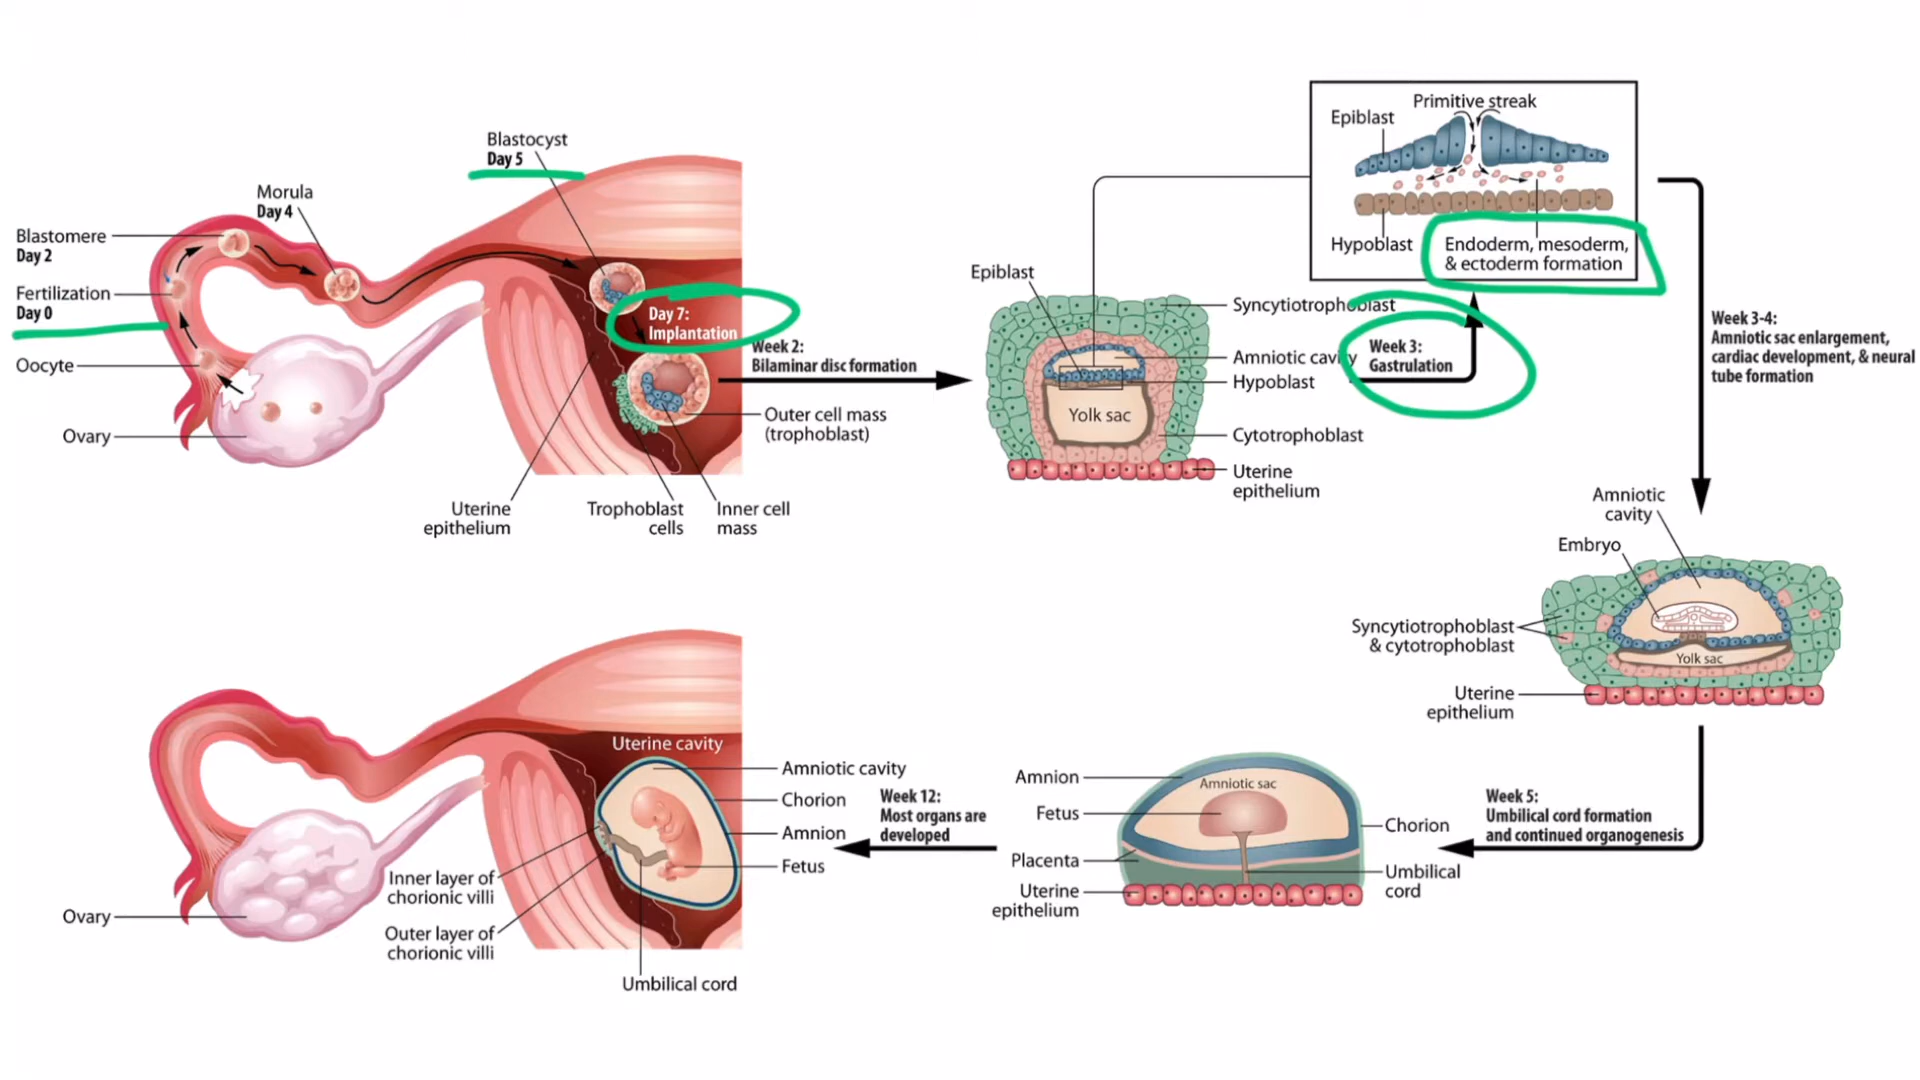 Blastocyst
Day 5
Morula
Day 4
Blastomere
Day 2
Fertilization
Day 0
Oocyte
Ovary
Day 7:
Implantation
Uterine
epithelium
Trophoblast
cells
Inner cell
mass
Outer cell mass
(trophoblast)
Week 2:
Bilaminar disc formation
Epiblast
Syncytiotrophoblast
Amniotic cavity
Hypoblast
Yolk sac
Cytotrophoblast
Uterine
epithelium
Week 3:
Gastrulation
Primitive streak
Epiblast
Hypoblast
Endoderm, mesoderm,
& ectoderm formation
Week 3-4:
Amniotic sac enlargement,
cardiac development, & neural
tube formation
Amniotic
cavity
Embryo
Syncytiotrophoblast
& cytotrophoblast
Yolk sac
Uterine
epithelium
Week 5:
Umbilical cord formation
and continued organogenesis
Amnion
Amniotic sac
Fetus
Chorion
Placenta
Umbilical
cord
Uterine
epithelium
Week 12:
Most organs are
developed
Uterine cavity
Amniotic cavity
Chorion
Amnion
Fetus
Inner layer of
chorionic villi
Ovary
Outer layer of
chorionic villi
Umbilical cord